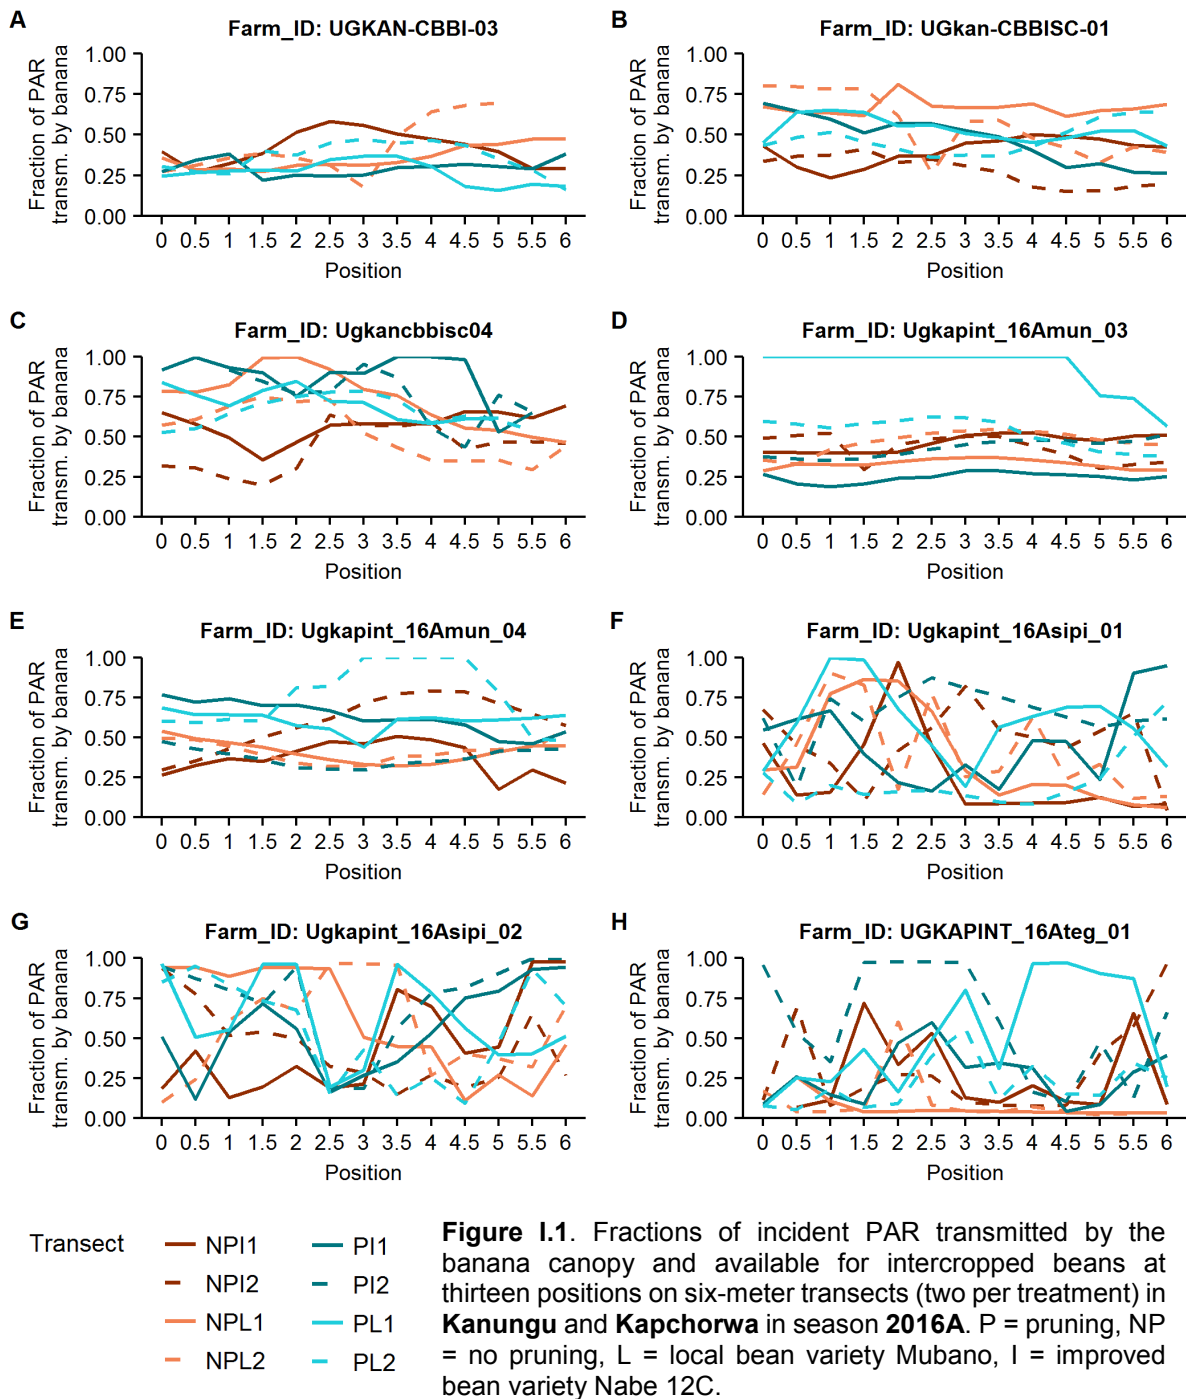 A
Farm_ID: UGKAN-CBBI-03
Fraction of PAR
transm. by banana
1.00
0.75
0.50
0.25
0.00
0 0.5 1 1.5 2 2.5 3 3.5 4 4.5 5 5.5 6
Position
B
Farm_ID: UGkan-CBBISC-01
Fraction of PAR
transm. by banana
1.00
0.75
0.50
0.25
0.00
0 0.5 1 1.5 2 2.5 3 3.5 4 4.5 5 5.5 6
Position
C
Farm_ID: Ugkancbbisc04
Fraction of PAR
transm. by banana
1.00
0.75
0.50
0.25
0.00
0 0.5 1 1.5 2 2.5 3 3.5 4 4.5 5 5.5 6
Position
D
Farm_ID: Ugkapint_16Amun_03
Fraction of PAR
transm. by banana
1.00
0.75
0.50
0.25
0.00
0 0.5 1 1.5 2 2.5 3 3.5 4 4.5 5 5.5 6
Position
E
Farm_ID: Ugkapint_16Amun_04
Fraction of PAR
transm. by banana
1.00
0.75
0.50
0.25
0.00
0 0.5 1 1.5 2 2.5 3 3.5 4 4.5 5 5.5 6
Position
F
Farm_ID: Ugkapint_16Asipi_01
Fraction of PAR
transm. by banana
1.00
0.75
0.50
0.25
0.00
0 0.5 1 1.5 2 2.5 3 3.5 4 4.5 5 5.5 6
Position
G
Farm_ID: Ugkapint_16Asipi_02
Fraction of PAR
transm. by banana
1.00
0.75
0.50
0.25
0.00
0 0.5 1 1.5 2 2.5 3 3.5 4 4.5 5 5.5 6
Position
H
Farm_ID: UGKAPINT_16Ateg_01
Fraction of PAR
transm. by banana
1.00
0.75
0.50
0.25
0.00
0 0.5 1 1.5 2 2.5 3 3.5 4 4.5 5 5.5 6
Position
Transect
NPI1
NPI2
NPL1
NPL2
PI1
PI2
PL1
PL2
Figure I.1. Fractions of incident PAR transmitted by the
banana canopy and available for intercropped beans at
thirteen positions on six-meter transects (two per treatment) in
Kanungu and Kapchorwa in season 2016A. P = pruning, NP
= no pruning, L = local bean variety Mubano, I = improved
bean variety Nabe 12C.